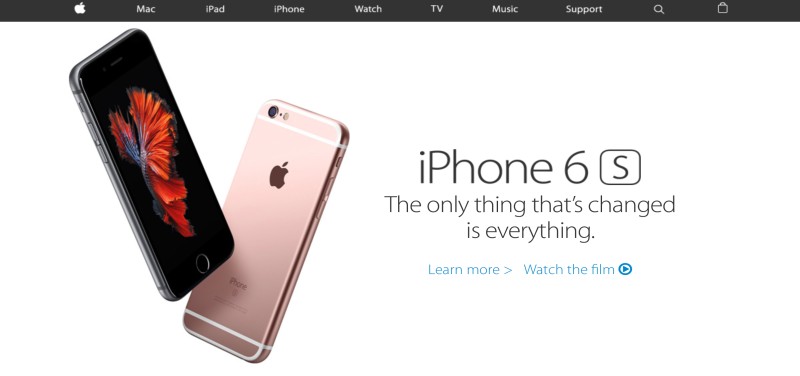 Mac iPad iPhone Watch TV Music Support
iPhone 6 S
The only thing that's changed
is everything.
Learn more > Watch the film
iPhone
S